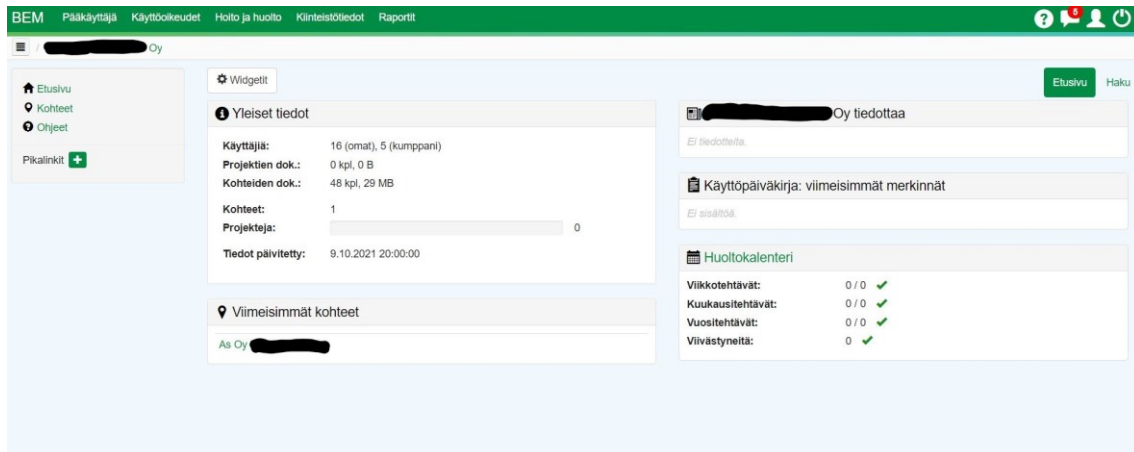 BEM Pääkäyttäjä Käyttöoikeudet Hoito ja huolto Kiinteistötiedot Raportit 5
/ Oy
Etusivu
Kohteet
Ohjeet
Pikalinkit
Widgetit
Etusivu Haku
Yleiset tiedot
Käyttäjiä: 16 (omat), 5 (kumppani)
Projektien dok.: 0 kpl, 0 B
Kohteiden dok.: 48 kpl, 29 MB
Kohteet: 1
Projekteja: 0
Tiedot päivitetty: 9.10.2021 20:00:00
Viimeisimmät kohteet
As Oy
Oy tiedottaa
Ei tiedotteita.
Käyttöpäiväkirja: viimeisimmät merkinnät
Ei sisältöä.
Huoltokalenteri
Viikkotehtävät: 0 / 0
Kuukausitehtävät: 0 / 0
Vuositehtävät: 0 / 0
Viivästyneitä: 0